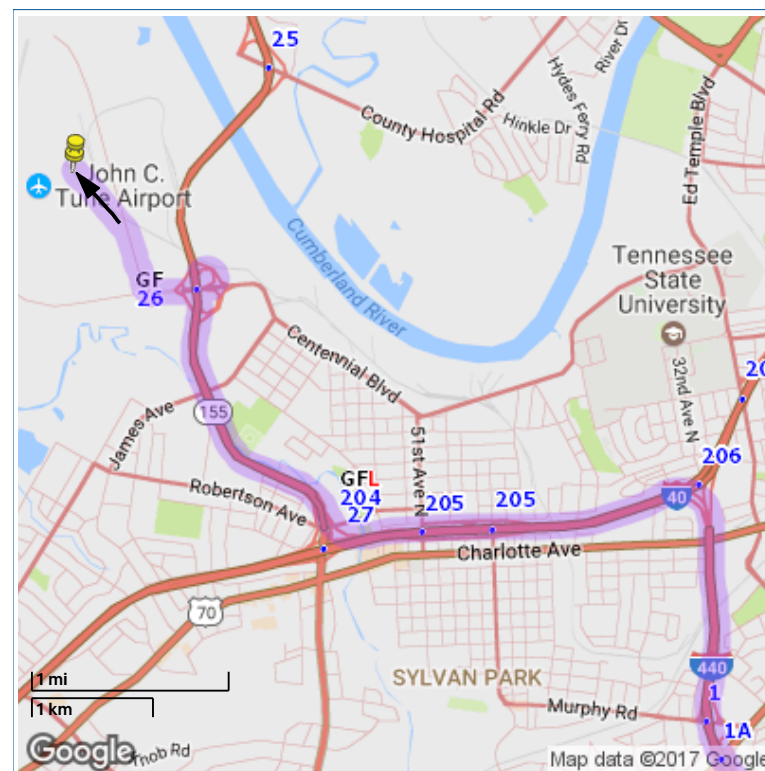 25
River Dr
Hydes Ferry Rd
County Hospital Rd
Hinkle Dr
Ed Temple Blvd
John C.
Tune Airport
Cumberland River
Tennessee
State
University
GF
26
Centennial Blvd
32nd Ave N
155
James Ave
51st Ave N
206
GFL
204
27
205
205
40
Robertson Ave
Charlotte Ave
70
440
1 mi
SYLVAN PARK
1
1 km
Murphy Rd
1A
Google
Knob Rd
Map data ©2017 Google